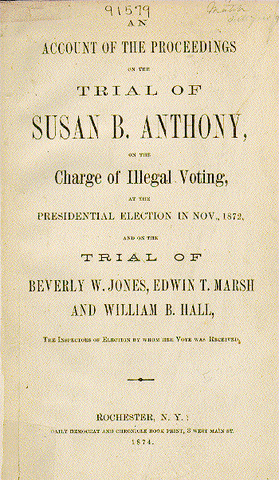 91579
AN
ACCOUNT OF THE PROCEEDINGS
ON THE
TRIAL OF
SUSAN B. ANTHONY,
ON THE
Charge of Illegal Voting,
AT THE
PRESIDENTIAL ELECTION IN NOV., 1872,
AND ON THE
TRIAL OF
BEVERLY W. JONES, EDWIN T. MARSH
AND WILLIAM B. HALL,
THE INSPECTORS OF ELECTION BY WHOM HER VOTE WAS RECEIVED.
ROCHESTER, N. Y.:
DAILY DEMOCRAT AND CHRONICLE BOOK PRINT, 3 WEST MAIN ST.
1874.